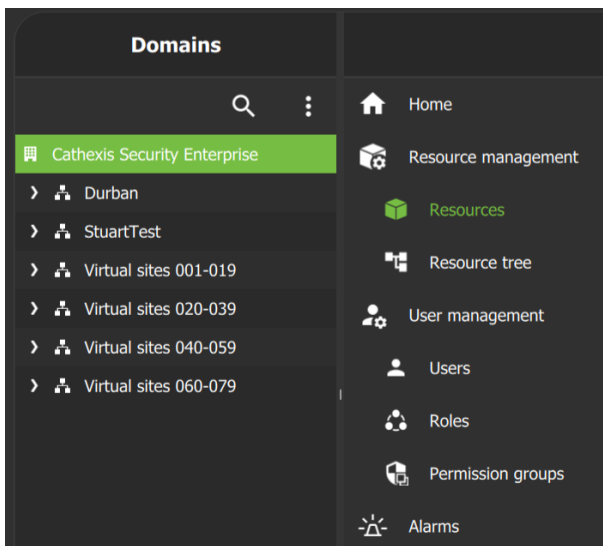 Domains
Cathexis Security Enterprise
Durban
StuartTest
Virtual sites 001-019
Virtual sites 020-039
Virtual sites 040-059
Virtual sites 060-079
Home
Resource management
Resources
Resource tree
User management
Users
Roles
Permission groups
Alarms